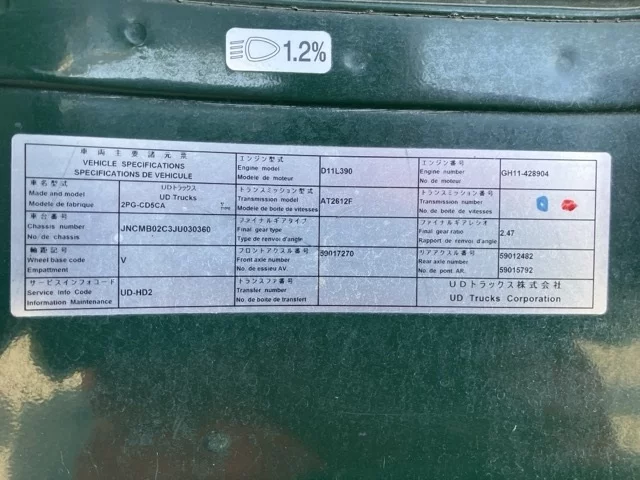 1.2%
車両主要諸元表
VEHICLE SPECIFICATIONS
SPECIFICATIONS DE VEHICULE
エンジン型式
Engine model
Modele de moteur
D11L390
エンジン番号
Engine number
No. de moteur
GH11-428904
車名型式
Made and model
Modele de fabrique
UDトラックス
UD Trucks
2PG-CD5CA
V
TYPE
トランスミッション型式
Transmission model
Modele de boite de vitesses
AT2612F
トランスミッション番号
Transmission number
No. de boite de vitesses
車台番号
Chassis number
No. de chassis
JNCMB02C3JU030360
ファイナルギアタイプ
Final gear type
Type de renvoi d'angle
ファイナルギアレシオ
Final gear ratio
Rapport de renvoi d'angle
2.47
軸距記号
Wheel base code
Empattment
V
フロントアクスル番号
Front axle number
No. de essieu AV.
89017270
リアアクスル番号
Rear axle number
No. de pont AR.
59012482
59015792
サービスインフォコード
Service info Code
Information Maintenance
UD-HD2
トランスファ番号
Transfer number
No. de boite de transfert
UDトラックス株式会社
UD Trucks Corporation